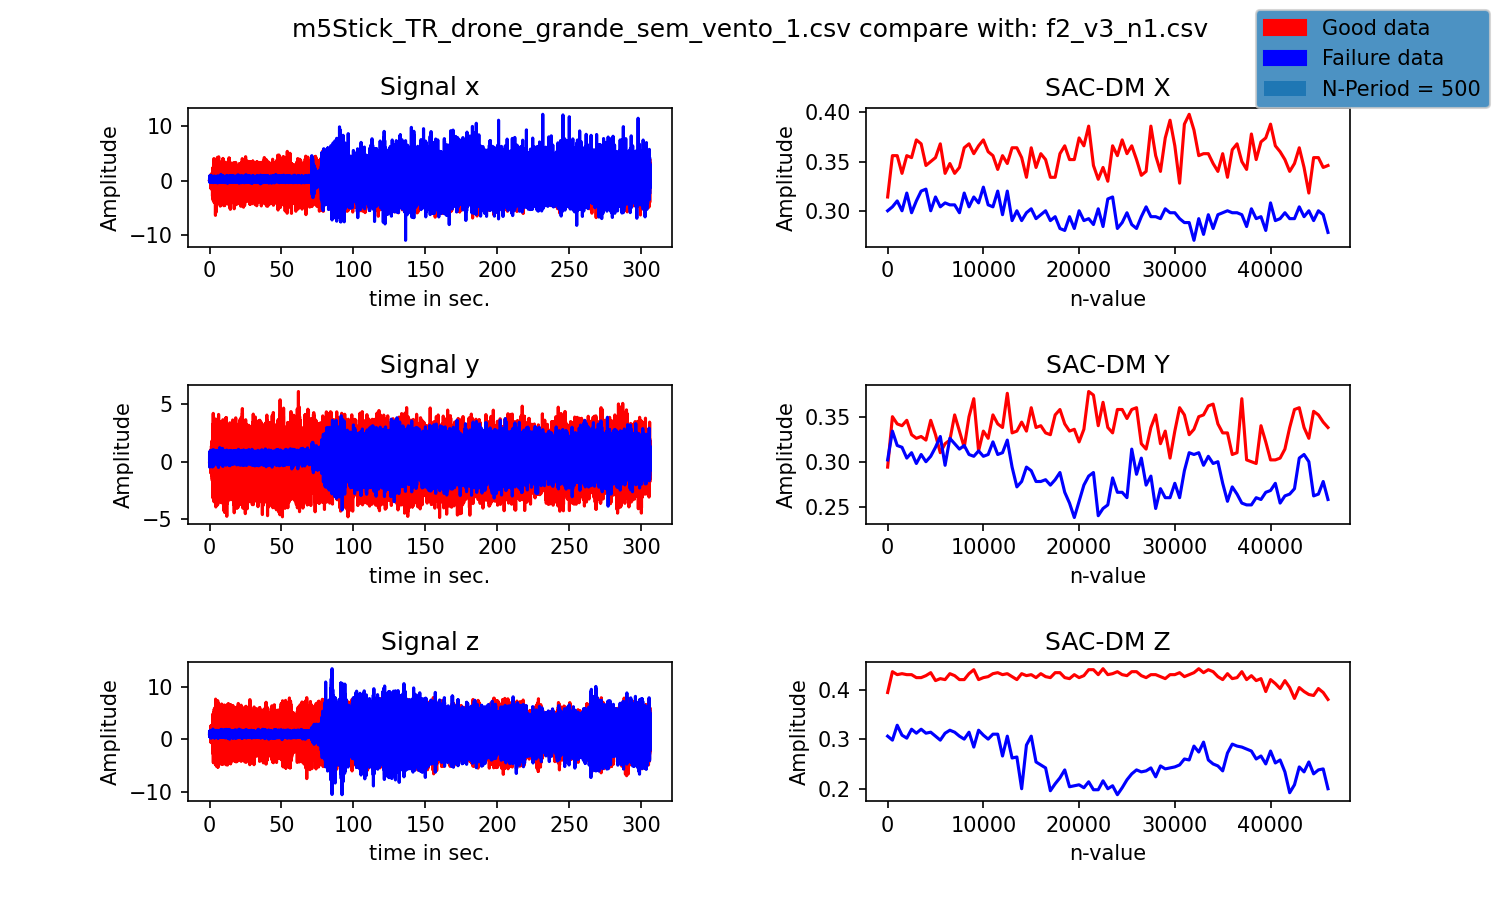 m5Stick_TR_drone_grande_sem_vento_1.csv compare with: f2_v3_n1.csv
Good data
Failure data
N-Period = 500
Signal x
Amplitude
10
0
−10
0 50 100 150 200 250 300
time in sec.
SAC-DM X
Amplitude
0.40
0.35
0.30
0 10000 20000 30000 40000
n-value
Signal y
Amplitude
5
0
−5
0 50 100 150 200 250 300
time in sec.
SAC-DM Y
Amplitude
0.35
0.30
0.25
0 10000 20000 30000 40000
n-value
Signal z
Amplitude
10
0
−10
0 50 100 150 200 250 300
time in sec.
SAC-DM Z
Amplitude
0.4
0.3
0.2
0 10000 20000 30000 40000
n-value